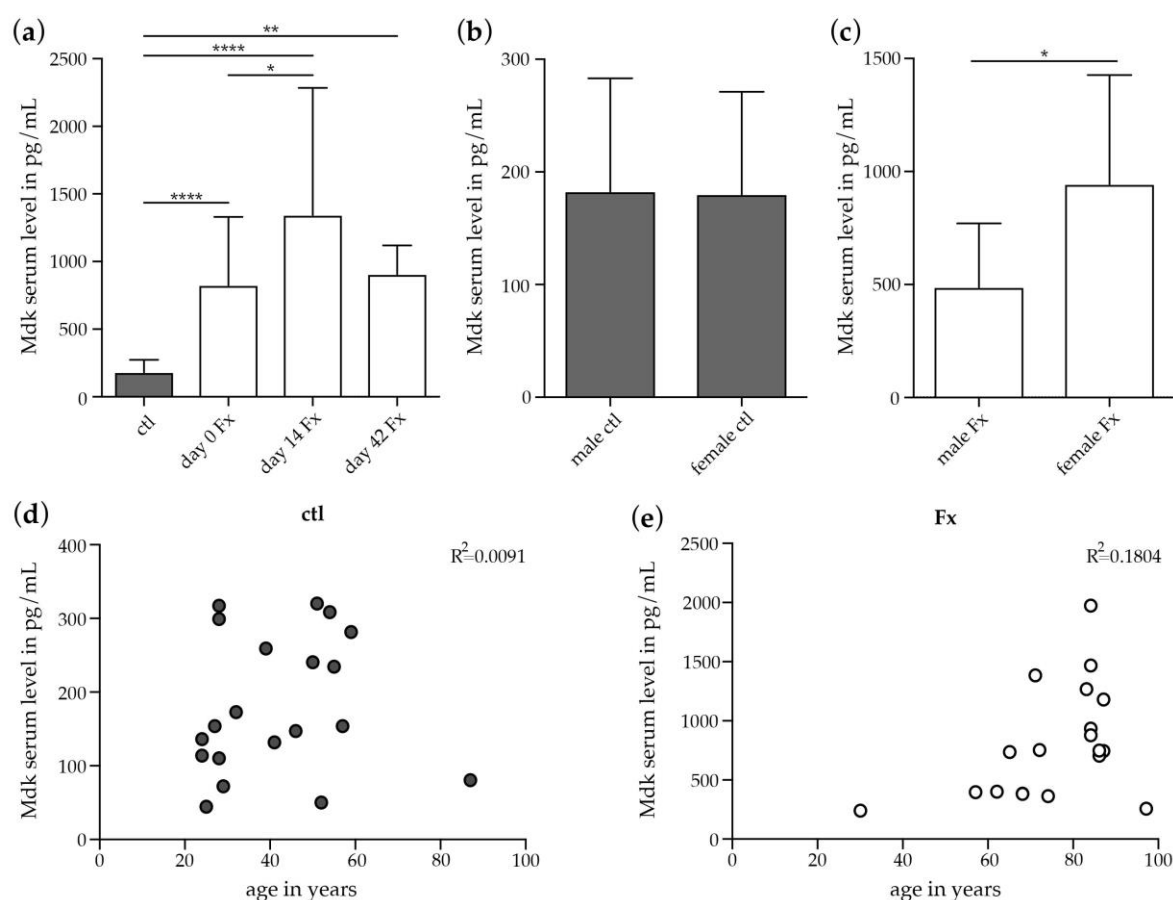 (a)
**
****
*
****
Mdk serum level in pg/mL
2500
2000
1500
1000
500
0
ctl
day 0 Fx
day 14 Fx
day 42 Fx
(b)
Mdk serum level in pg/mL
300
200
100
0
male ctl
female ctl
(c)
*
Mdk serum level in pg/mL
1500
1000
500
0
male Fx
female Fx
(d)
ctl
R²=0.0091
Mdk serum level in pg/mL
400
300
200
100
0
0 20 40 60 80 100
age in years
(e)
Fx
R²=0.1804
Mdk serum level in pg/mL
2500
2000
1500
1000
500
0
0 20 40 60 80 100
age in years